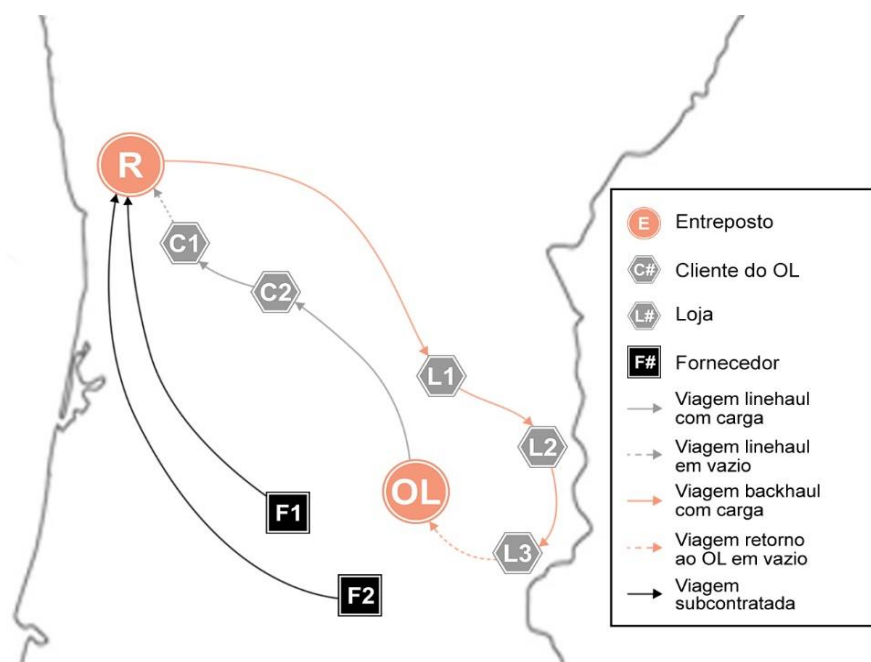 R
C1
C2
L1
L2
OL
L3
F1
F2
E Entreposto
C# Cliente do OL
L# Loja
F# Fornecedor
Viagem linehaul
com carga
Viagem linehaul
em vazio
Viagem backhaul
com carga
Viagem retorno
ao OL em vazio
Viagem
subcontratada